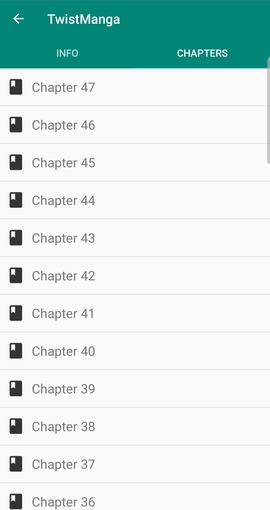 TwistManga
INFO
CHAPTERS
Chapter 47
Chapter 46
Chapter 45
Chapter 44
Chapter 43
Chapter 42
Chapter 41
Chapter 40
Chapter 39
Chapter 38
Chapter 37
Chapter 36